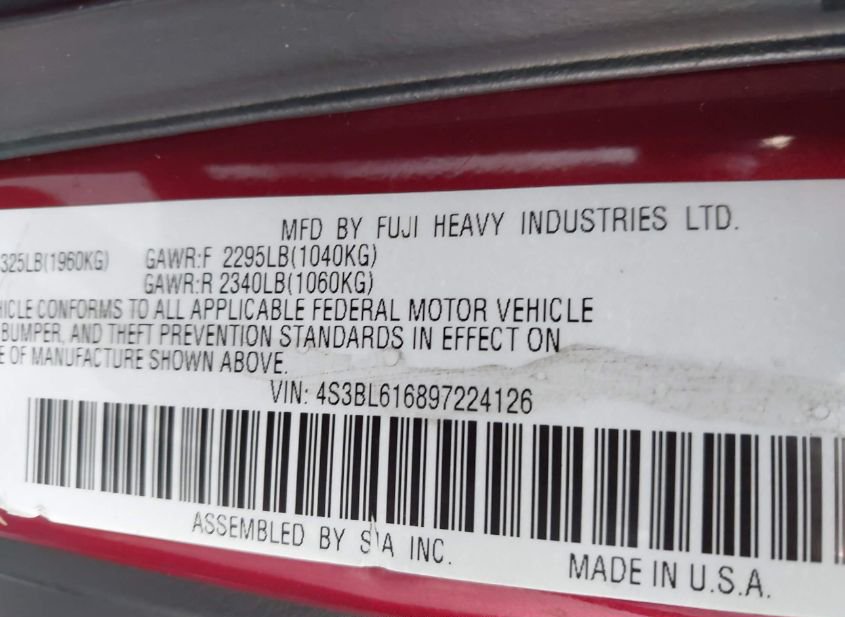 MFD BY FUJI HEAVY INDUSTRIES LTD.
325LB(1960KG) GAWR:F 2295LB(1040KG)
GAWR:R 2340LB(1060KG)
HICLE CONFORMS TO ALL APPLICABLE FEDERAL MOTOR VEHICLE
BUMPER, AND THEFT PREVENTION STANDARDS IN EFFECT ON
E OF MANUFACTURE SHOWN ABOVE.
VIN: 4S3BL616897224126
ASSEMBLED BY SIA INC.
MADE IN U.S.A.